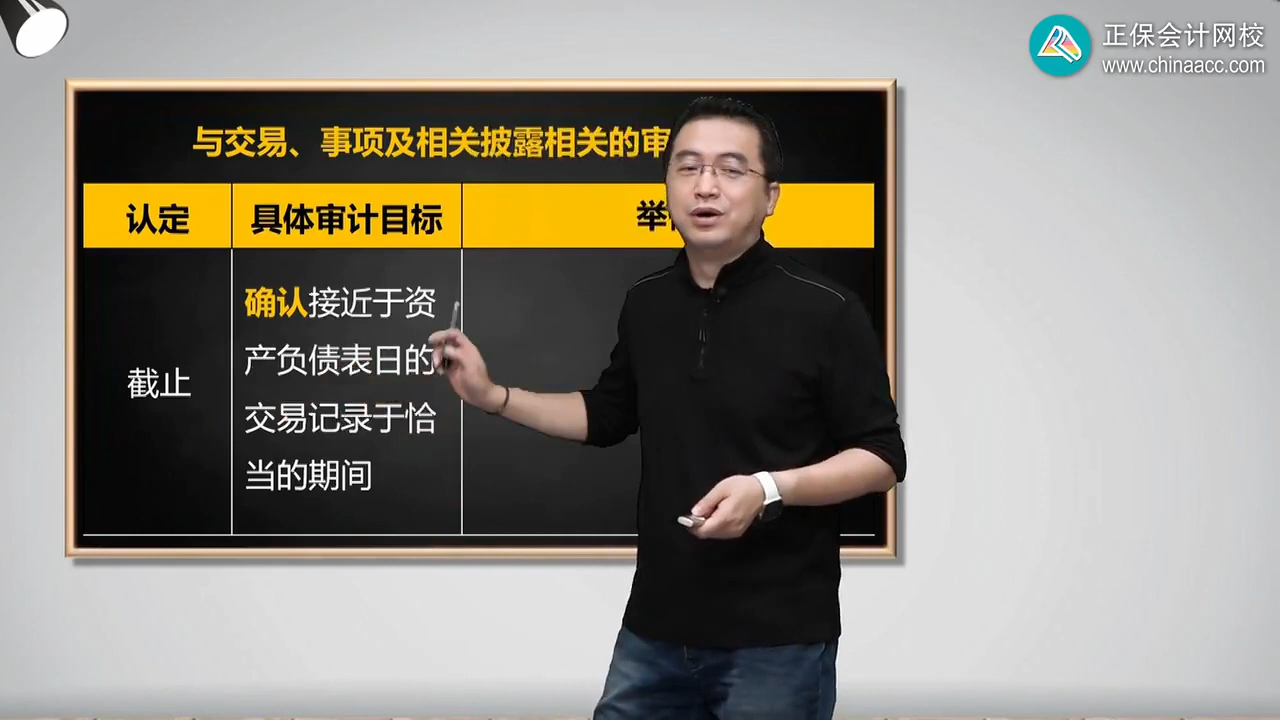 正保会计网校
www.chinaacc.com
与交易、事项及相关披露相关的审
认定
具体审计目标
举
截止
确认接近于资
产负债表日的
交易记录于恰
当的期间